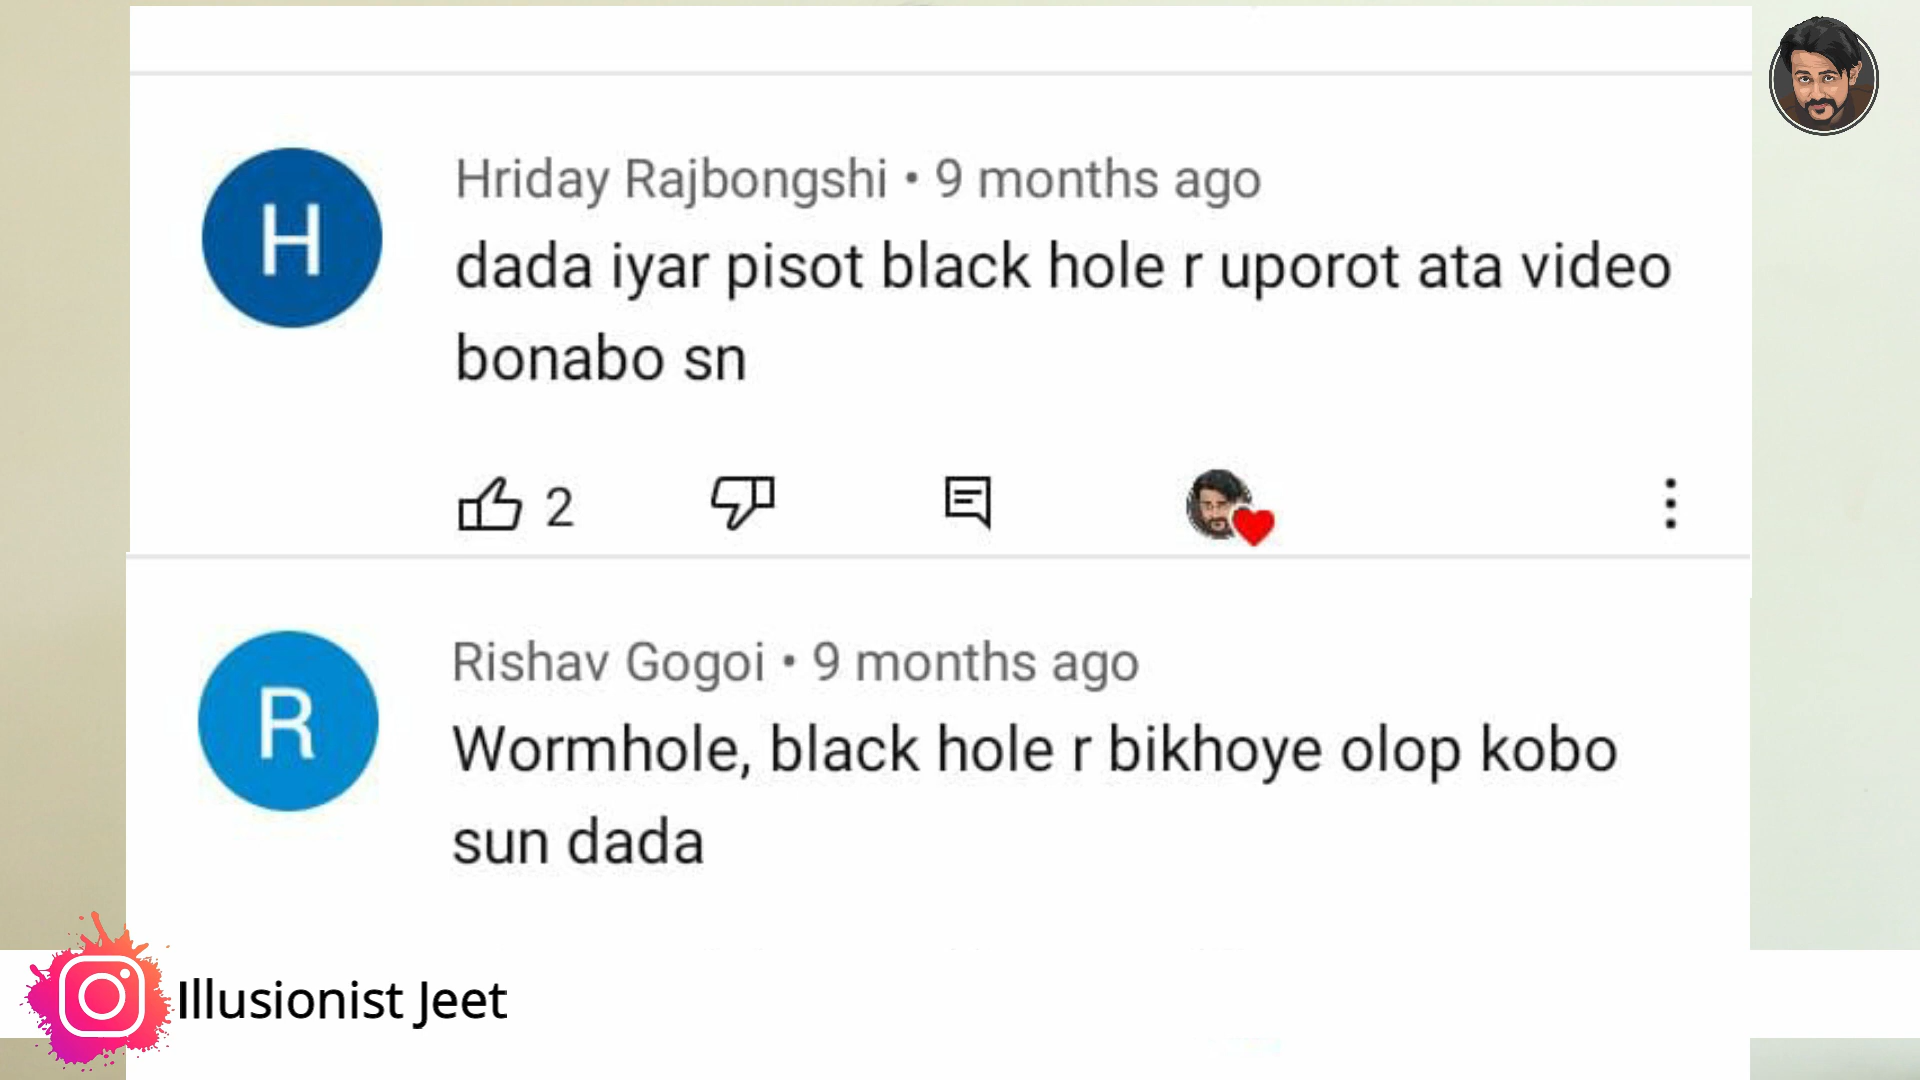 H
Hriday Rajbongshi • 9 months ago
dada iyar pisot black hole r uporot ata video
bonabo sn
2
R
Rishav Gogoi • 9 months ago
Wormhole, black hole r bikhoye olop kobo
sun dada
Illusionist Jeet